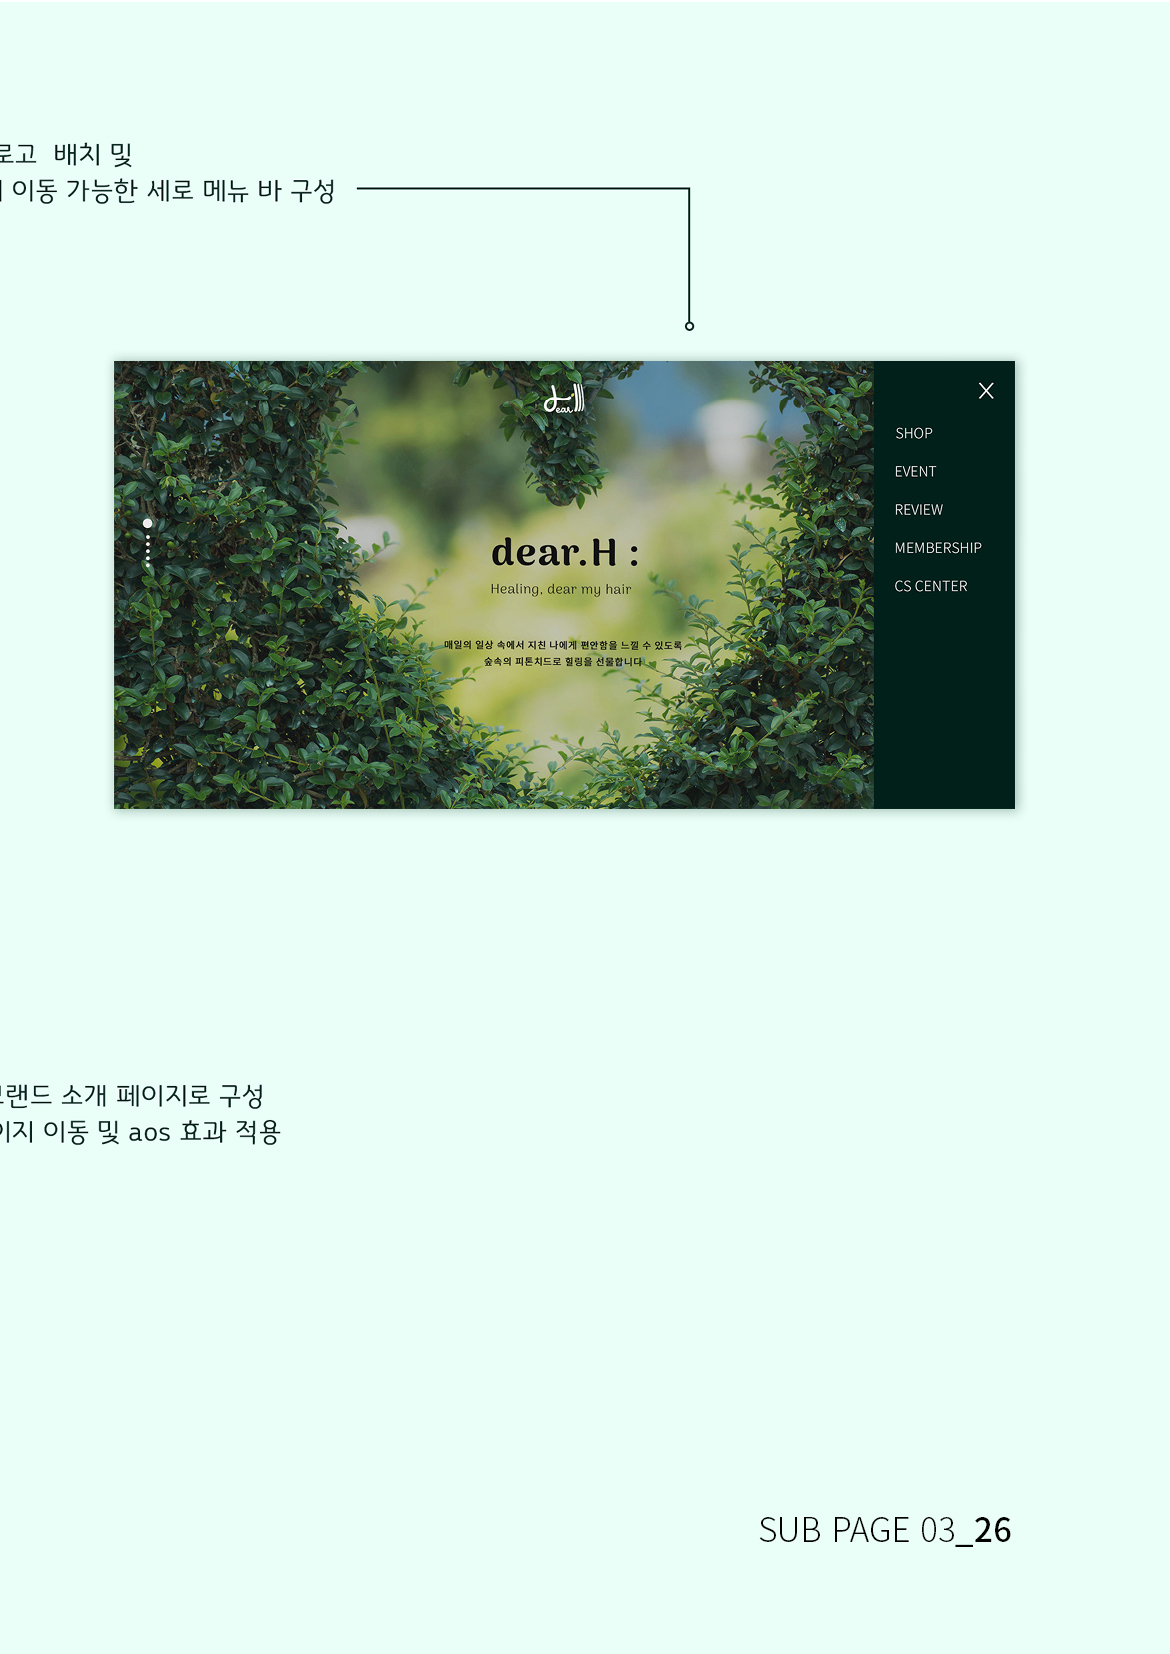 로고 배치 및
이동 가능한 세로 메뉴 바 구성
dear
X
SHOP
EVENT
REVIEW
MEMBERSHIP
CS CENTER
dear.H :
Healing, dear my hair
매일의 일상 속에서 지친 나에게 편안함을 느낄 수 있도록
숲속의 피톤치드로 힐링을 선물합니다
브랜드 소개 페이지로 구성
이지 이동 및 aos 효과 적용
SUB PAGE 03_26